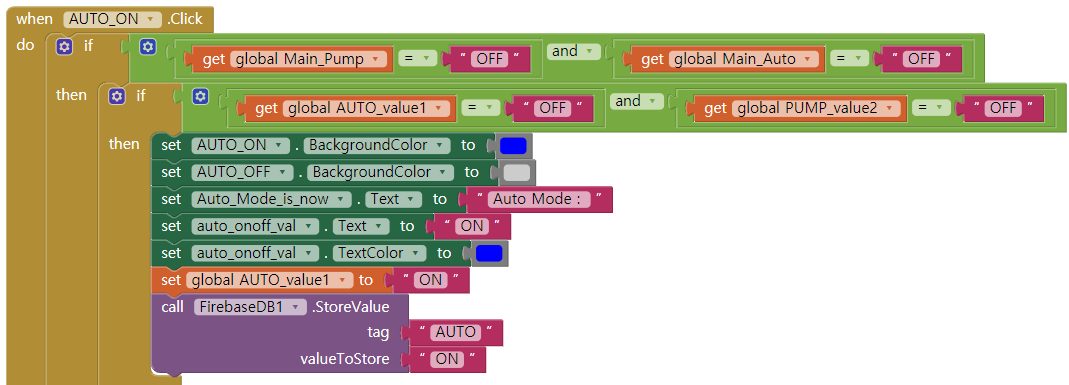 when AUTO_ON .Click
do if get global Main_Pump = " OFF " and get global Main_Auto = " OFF "
then if get global AUTO_value1 = " OFF " and get global PUMP_value2 = " OFF "
then set AUTO_ON . BackgroundColor to
set AUTO_OFF . BackgroundColor to
set Auto_Mode_is_now . Text to " Auto Mode : "
set auto_onoff_val . Text to " ON "
set auto_onoff_val . TextColor to
set global AUTO_value1 to " ON "
call FirebaseDB1 .StoreValue
tag " AUTO "
valueToStore " ON "